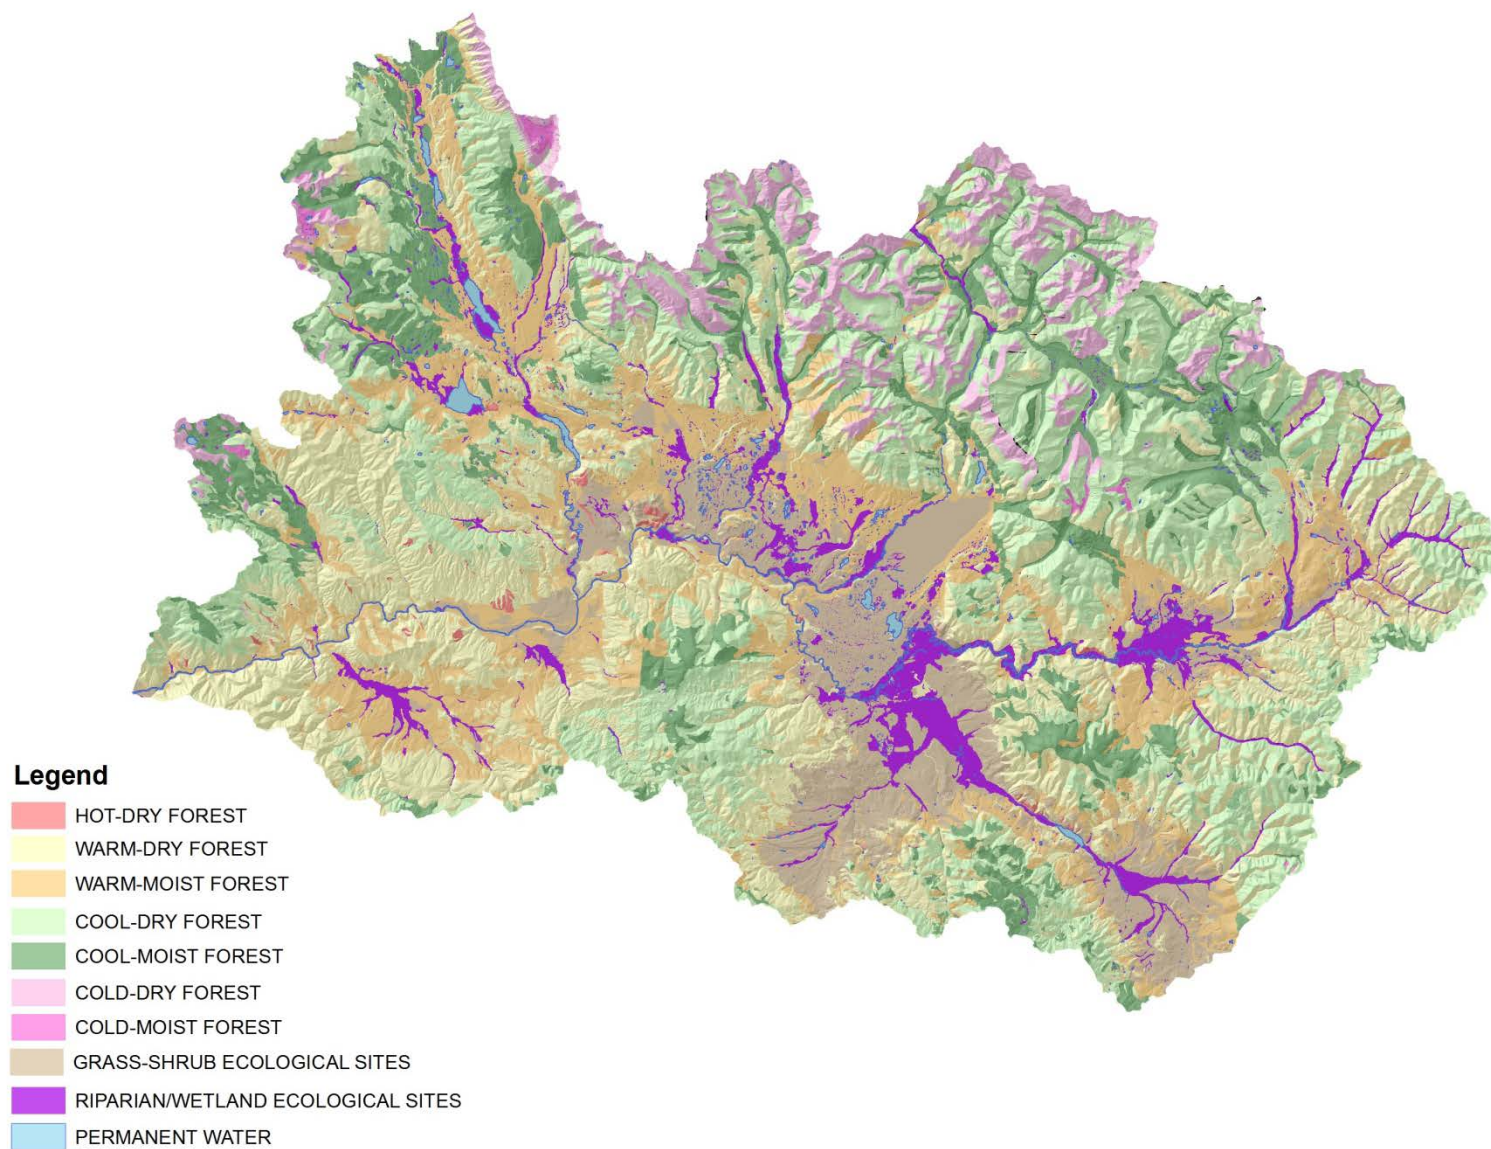 Legend
HOT-DRY FOREST
WARM-DRY FOREST
WARM-MOIST FOREST
COOL-DRY FOREST
COOL-MOIST FOREST
COLD-DRY FOREST
COLD-MOIST FOREST
GRASS-SHRUB ECOLOGICAL SITES
RIPARIAN/WETLAND ECOLOGICAL SITES
PERMANENT WATER